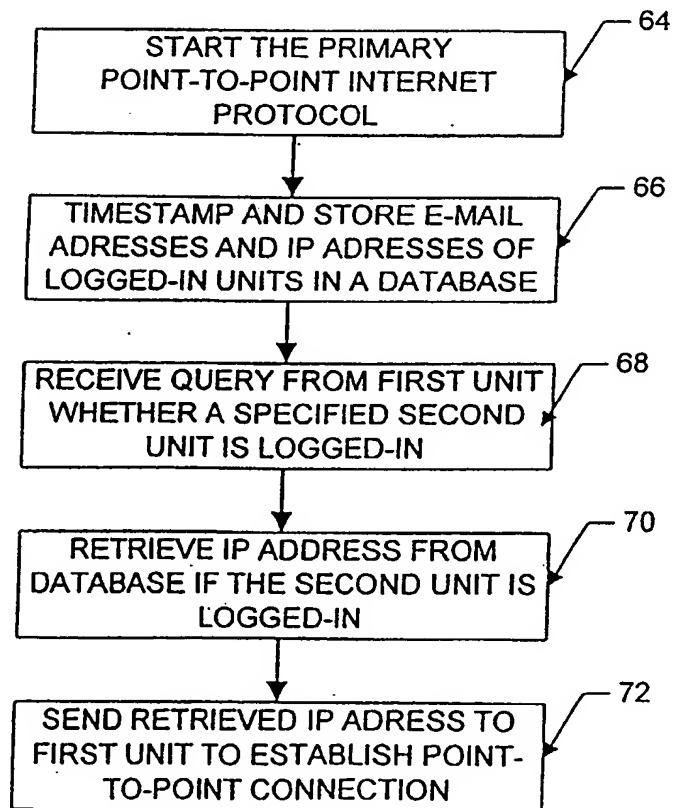 64
START THE PRIMARY
POINT-TO-POINT INTERNET
PROTOCOL
66
TIMESTAMP AND STORE E-MAIL
ADRESSES AND IP ADRESSES OF
LOGGED-IN UNITS IN A DATABASE
68
RECEIVE QUERY FROM FIRST UNIT
WHETHER A SPECIFIED SECOND
UNIT IS LOGGED-IN
70
RETRIEVE IP ADDRESS FROM
DATABASE IF THE SECOND UNIT IS
LOGGED-IN
72
SEND RETRIEVED IP ADRESS TO
FIRST UNIT TO ESTABLISH POINT-
TO-POINT CONNECTION